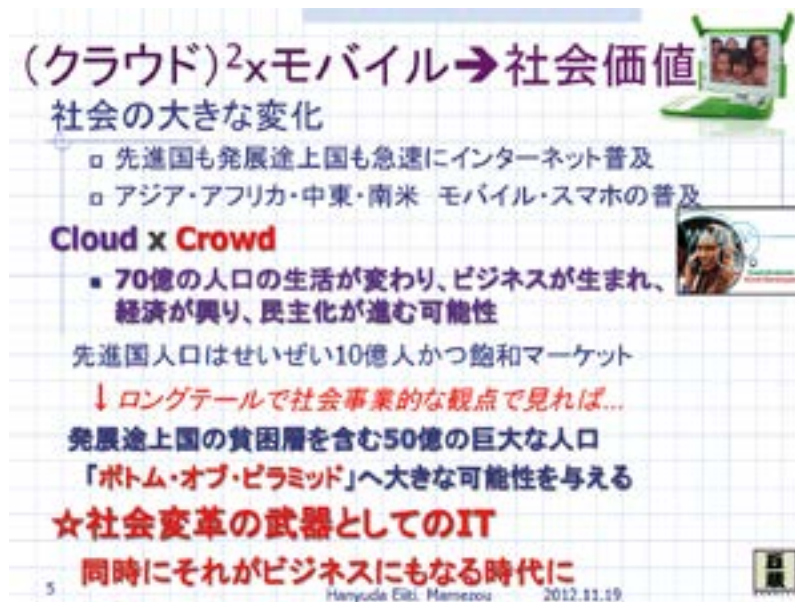 (クラウド)²xモバイル➔社会価値
社会の大きな変化
先進国も発展途上国も急速にインターネット普及
アジア・アフリカ・中東・南米 モバイル・スマホの普及
Cloud x Crowd
70億の人口の生活が変わり、ビジネスが生まれ、
経済が興り、民主化が進む可能性
先進国人口はせいぜい10億人かつ飽和マーケット
↓ロングテールで社会事業的な観点で見れば…
発展途上国の貧困層を含む50億の巨大な人口
「ボトム・オブ・ピラミッド」へ大きな可能性を与える
☆社会変革の武器としてのIT
同時にそれがビジネスにもなる時代に
5
Hanyuda Eiiti, Mamezou 2012.11.19